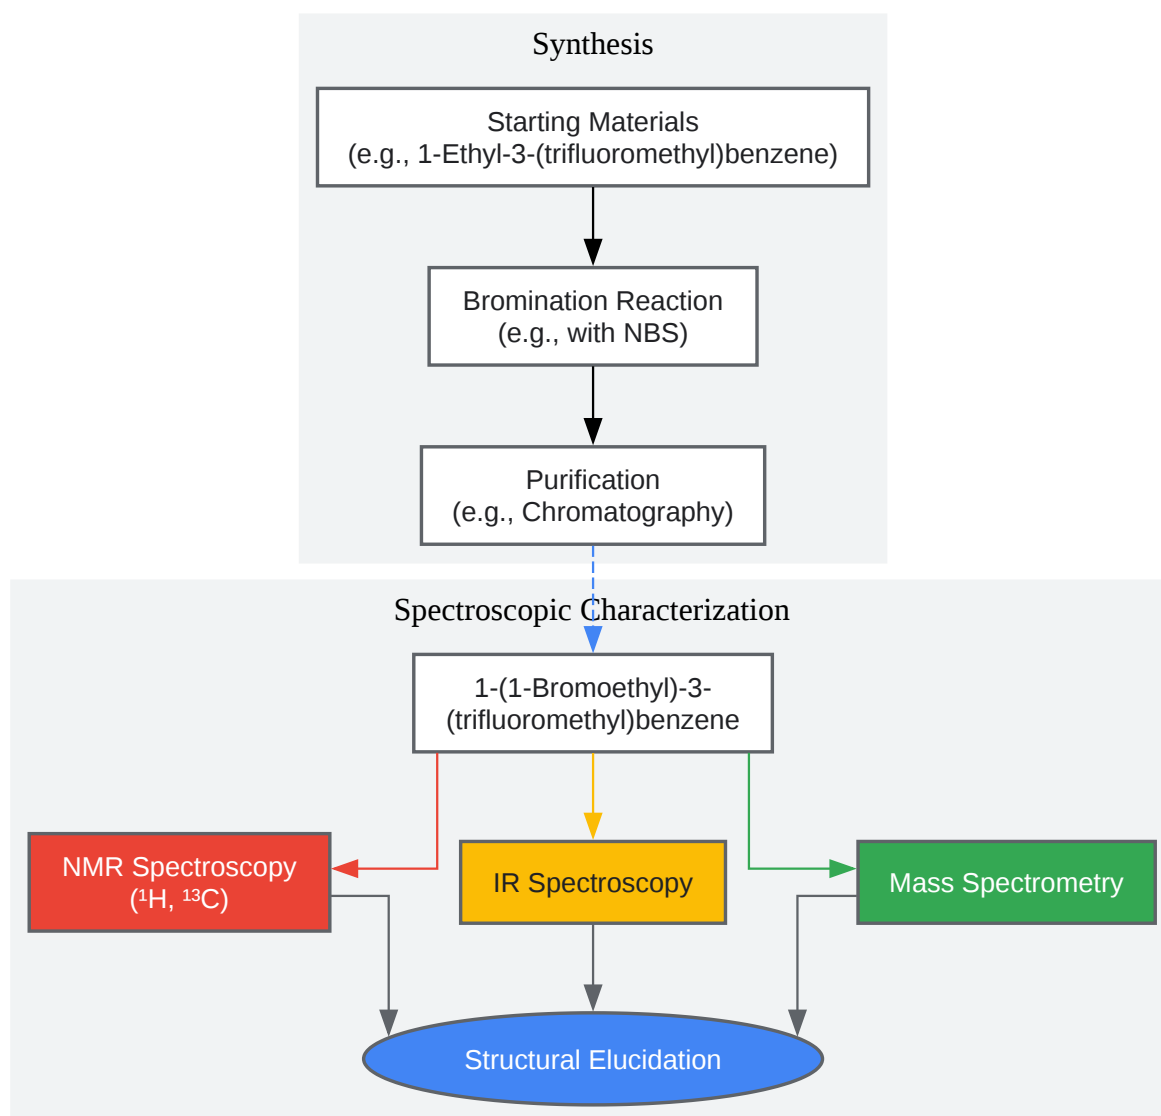 Synthesis
Starting Materials
(e.g., 1-Ethyl-3-(trifluoromethyl)benzene)
Bromination Reaction
(e.g., with NBS)
Purification
(e.g., Chromatography)
Spectroscopic Characterization
1-(1-Bromoethyl)-3-
(trifluoromethyl)benzene
NMR Spectroscopy
(¹H, ¹³C)
IR Spectroscopy
Mass Spectrometry
Structural Elucidation